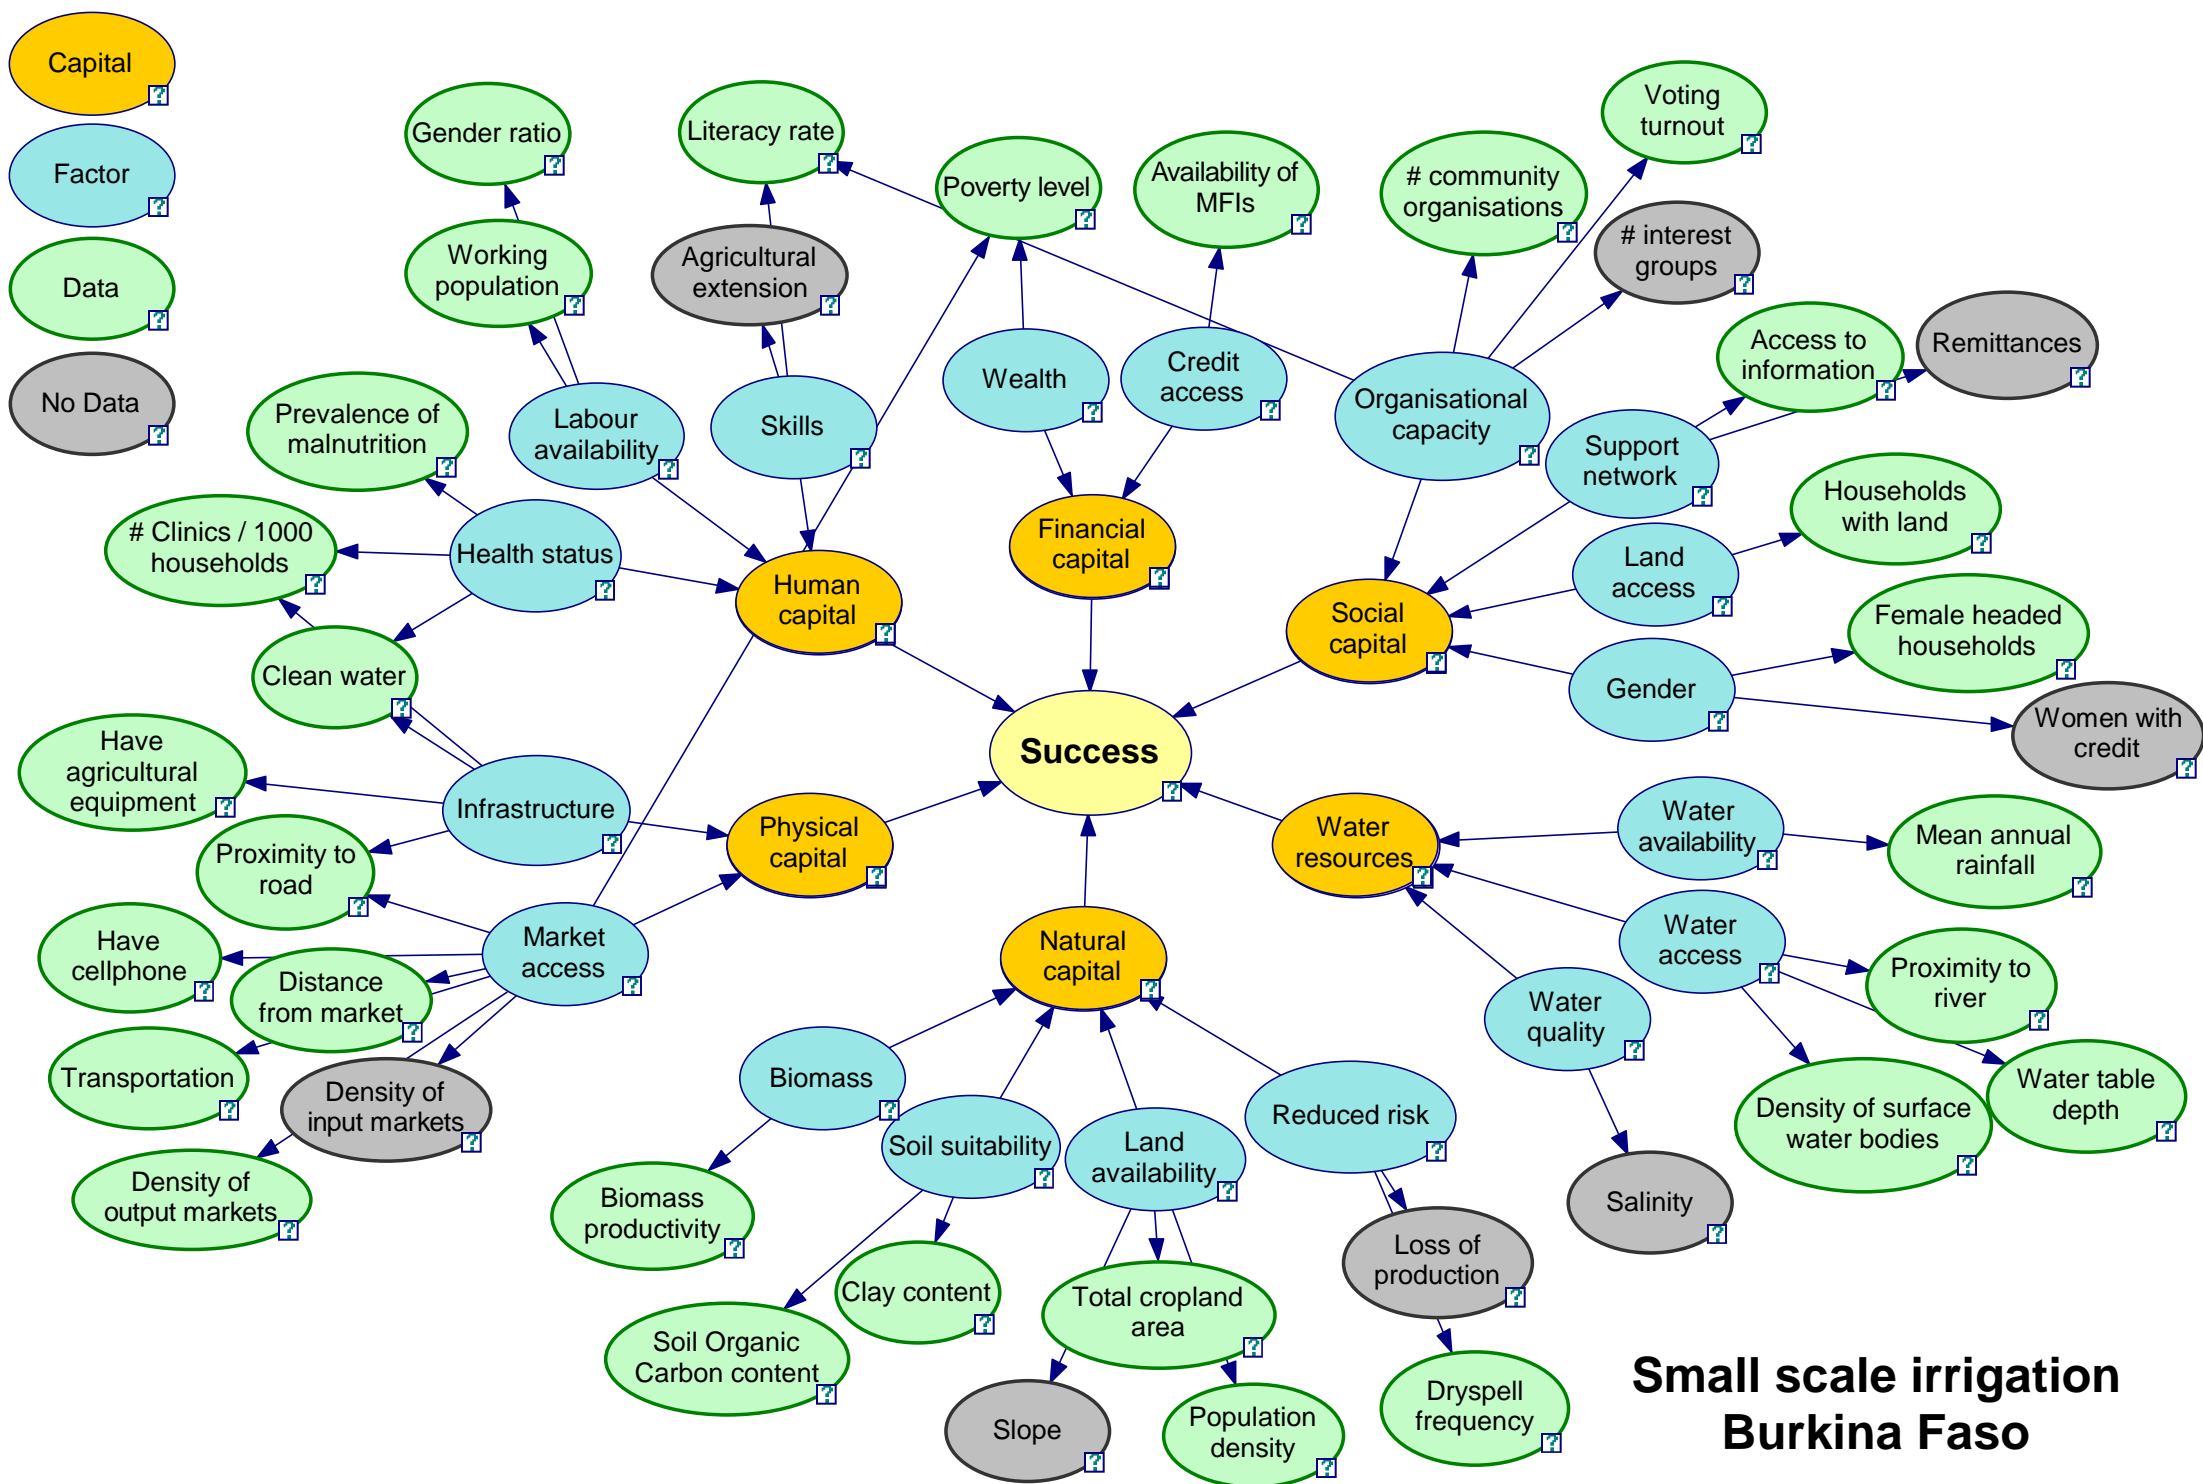 Capital
?
Factor
?
Data
?
No Data
?
Gender ratio
?
Literacy rate
?
Poverty level
?
Availability of
MFIs
?
# community
organisations
?
Voting
turnout
?
# interest
groups
?
Working
population
?
Agricultural
extension
?
Access to
information
?
Remittances
?
Prevalence of
malnutrition
?
Labour
availability
?
Skills
?
Wealth
?
Credit
access
?
Organisational
capacity
?
Support
network
?
Households
with land
?
# Clinics / 1000
households
?
Health status
?
Human
capital
?
Financial
capital
?
Social
capital
?
Land
access
?
Female headed
households
?
Clean water
?
Gender
?
Women with
credit
?
Have
agricultural
equipment
?
Infrastructure
?
Physical
capital
?
Success
?
Water
resources
?
Water
availability
?
Mean annual
rainfall
?
Proximity to
road
?
Have
cellphone
?
Distance
from market
?
Market
access
?
Natural
capital
?
Water
access
?
Proximity to
river
?
Water
quality
?
Transportation
?
Density of
input markets
?
Biomass
?
Soil suitability
?
Land
availability
?
Reduced risk
?
Density of surface
water bodies
?
Water table
depth
?
Density of
output markets
?
Biomass
productivity
?
Salinity
?
Clay content
?
Total cropland
area
?
Loss of
production
?
Soil Organic
Carbon content
?
Slope
?
Population
density
?
Dryspell
frequency
?
Small scale irrigation
Burkina Faso